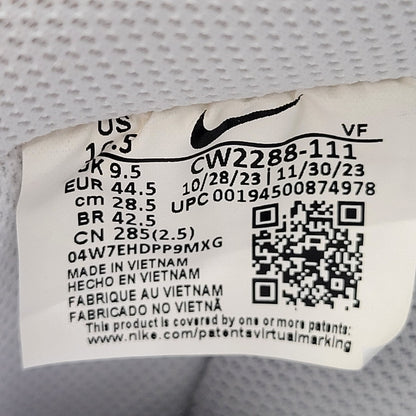 US VF
UK 9.5 CW2288-111
EUR 44.5 10/28/23 | 11/30/23
cm 28.5 UPC 00194500874978
BR 42.5
CN 285(2.5)
04W7EHDPP9MXG
MADE IN VIETNAM
HECHO EN VIETNAM
FABRIQUE AU VIETNAM
FABRICADO NO VIETNÃ
This product is covered by one or more patents:
www.nike.com/patentsvirtualmarking